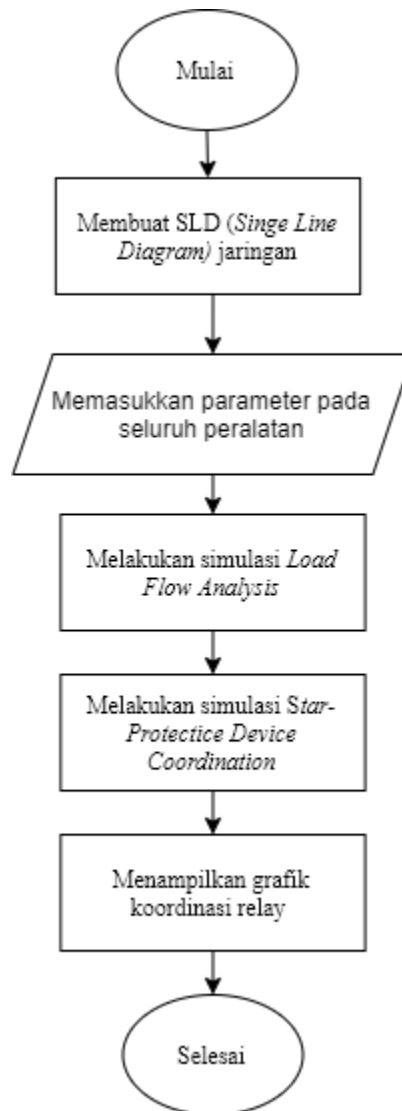 Mulai
Membuat SLD (Singe Line
Diagram) jaringan
Memasukkan parameter pada
seluruh peralatan
Melakukan simulasi Load
Flow Analysis
Melakukan simulasi Star-
Protectice Device
Coordination
Menampilkan grafik
koordinasi relay
Selesai